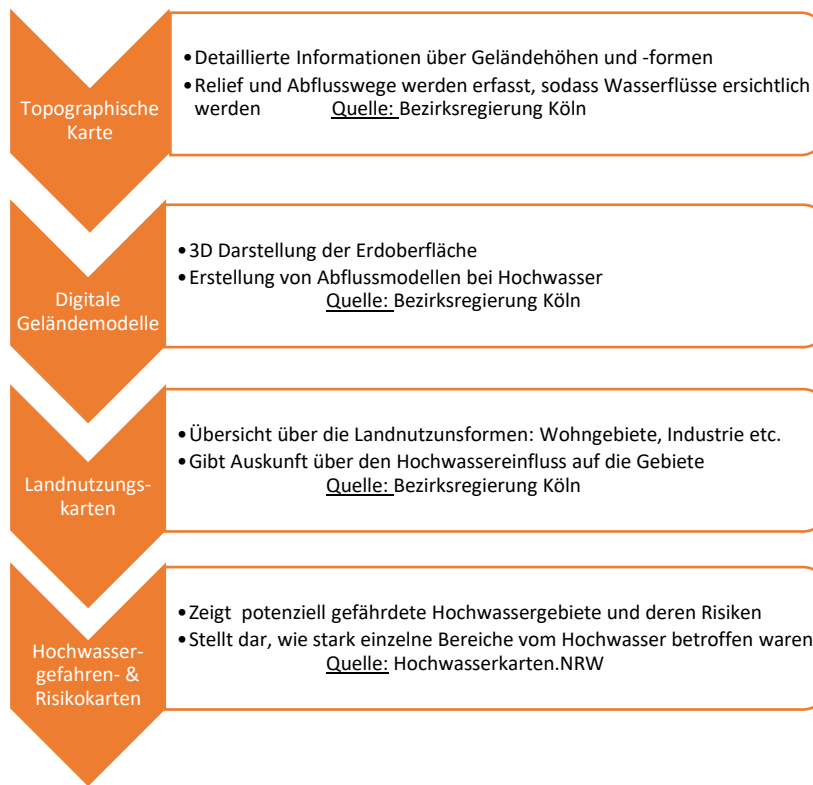 Topographische
Karte
•Detaillierte Informationen über Geländehöhen und -formen
•Relief und Abflusswege werden erfasst, sodass Wasserflüsse ersichtlich
werden Quelle: Bezirksregierung Köln
Digitale
Geländemodelle
•3D Darstellung der Erdoberfläche
•Erstellung von Abflussmodellen bei Hochwasser
Quelle: Bezirksregierung Köln
Landnutzungs-
karten
•Übersicht über die Landnutzunsformen: Wohngebiete, Industrie etc.
•Gibt Auskunft über den Hochwassereinfluss auf die Gebiete
Quelle: Bezirksregierung Köln
Hochwasser-
gefahren- &
Risikokarten
•Zeigt potenziell gefährdete Hochwassergebiete und deren Risiken
•Stellt dar, wie stark einzelne Bereiche vom Hochwasser betroffen waren
Quelle: Hochwasserkarten.NRW